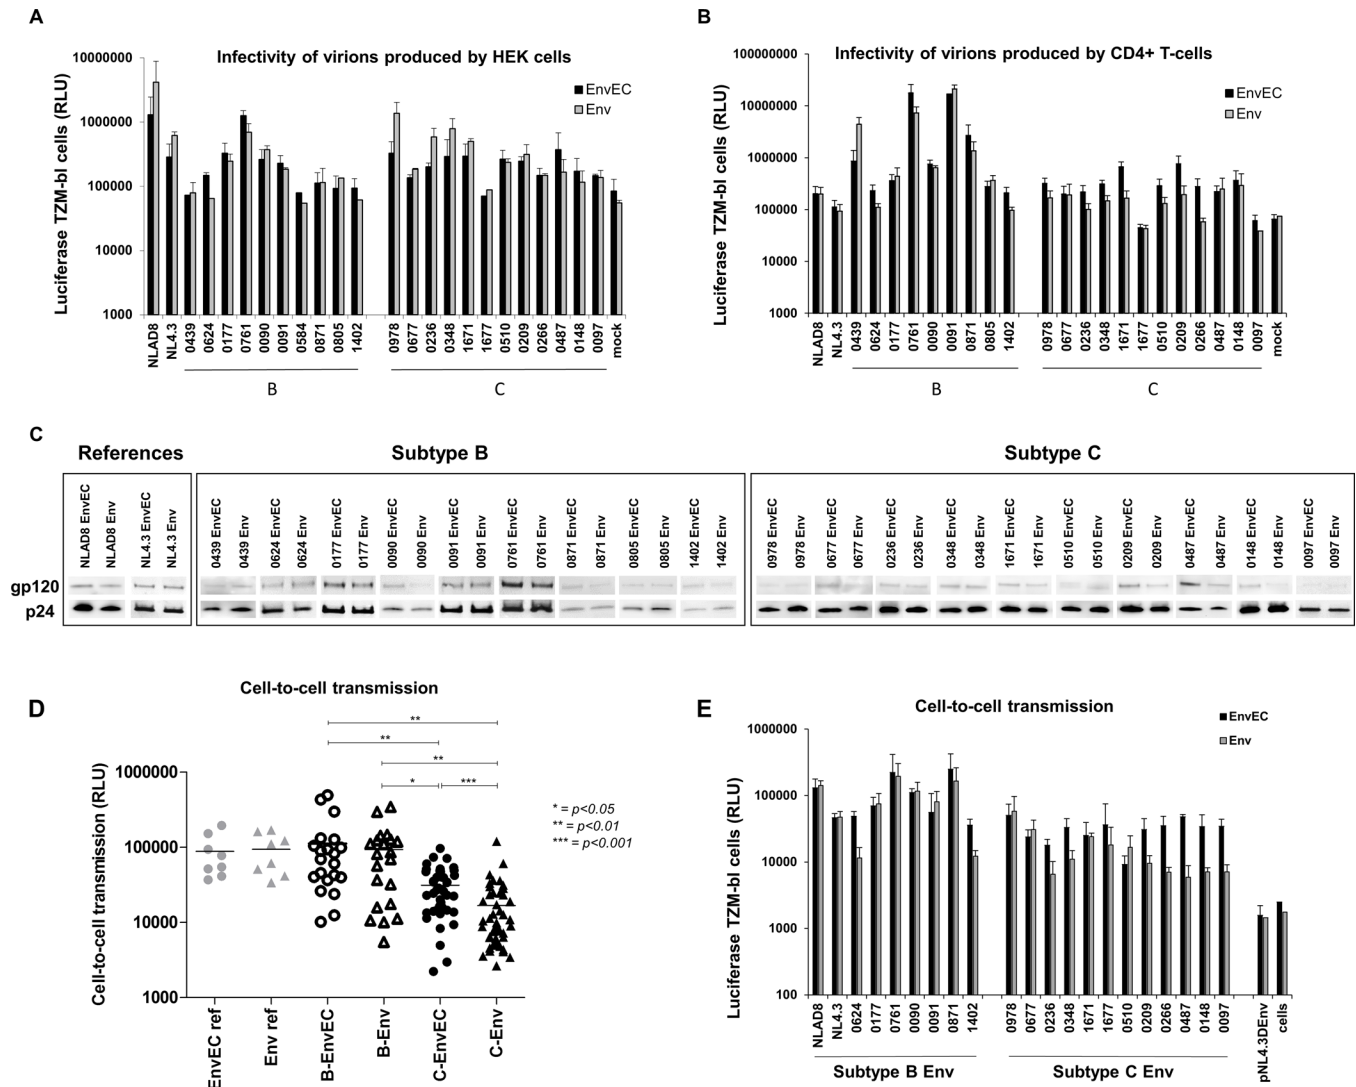 A
Infectivity of virions produced by HEK cells
Luciferase TZM-bl cells (RLU)
10000000
1000000
100000
10000
1000
EnvEC
Env
NLAD8 NL4.3 0439 0624 0177 0761 0090 0091 0584 0871 0805 1402 0978 0677 0236 0348 1671 1677 0510 0209 0266 0487 0148 0097 mock
B C
B
Infectivity of virions produced by CD4+ T-cells
Luciferase TZM-bl cells (RLU)
100000000
10000000
1000000
100000
10000
1000
EnvEC
Env
NLAD8 NL4.3 0439 0624 0177 0761 0090 0091 0871 0805 1402 0978 0677 0236 0348 1671 1677 0510 0209 0266 0487 0148 0097 mock
B C
C
References Subtype B Subtype C
NLAD8 EnvEC NLAD8 Env NL4.3 EnvEC NL4.3 Env 0439 EnvEC 0439 Env 0624 EnvEC 0624 Env 0177 EnvEC 0177 Env 0090 EnvEC 0090 Env 0091 EnvEC 0091 Env 0761 EnvEC 0761 Env 0871 EnvEC 0871 Env 0805 EnvEC 0805 Env 1402 EnvEC 1402 Env 0978 EnvEC 0978 Env 0677 EnvEC 0677 Env 0236 EnvEC 0236 Env 0348 EnvEC 0348 Env 1671 EnvEC 1671 Env 0510 EnvEC 0510 Env 0209 EnvEC 0209 Env 0487 EnvEC 0487 Env 0148 EnvEC 0148 Env 0097 EnvEC 0097 Env
gp120
p24
D
Cell-to-cell transmission
Cell-to-cell transmission (RLU)
1000000
100000
10000
1000
**
**
**
* ***
* = p<0.05
** = p<0.01
*** = p<0.001
EnvEC ref Env ref B-EnvEC B-Env C-EnvEC C-Env
E
Cell-to-cell transmission
Luciferase TZM-bl cells (RLU)
1000000
100000
10000
1000
100
EnvEC
Env
NLAD8 NL4.3 0624 0177 0761 0090 0091 0871 1402 0978 0677 0236 0348 1671 1677 0510 0209 0266 0487 0148 0097 pNL4.3DEnv cells
Subtype B Env Subtype C Env